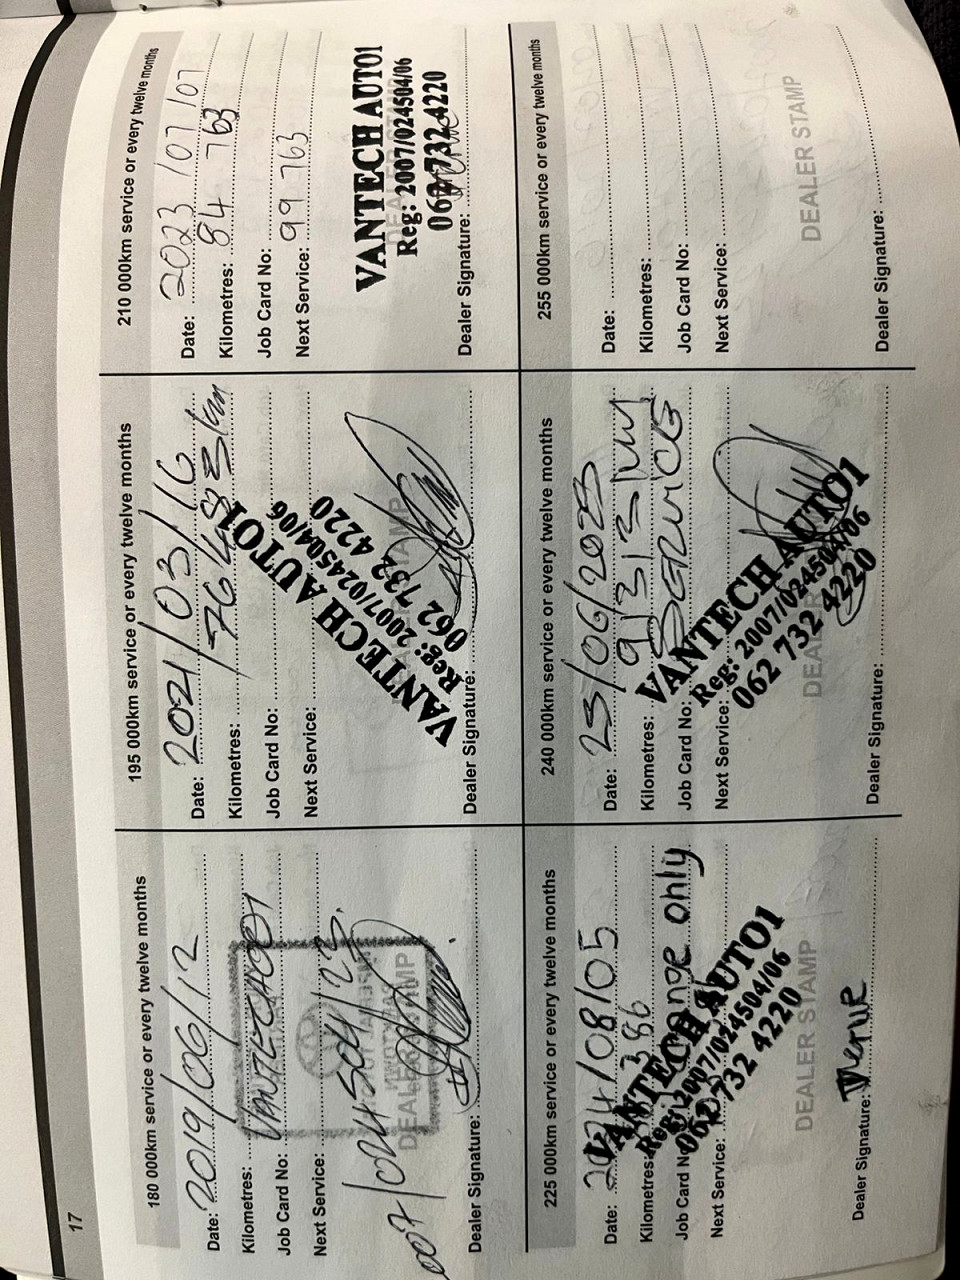 17
180 000km service or every twelve months
Date: 2019/06/12
Kilometres:
Job Card No:
Next Service:
DEALER STAMP
Dealer Signature:
195 000km service or every twelve months
Date: 2021/03/16
Kilometres:
Job Card No:
Next Service:
VANTECH AUTO1
Reg: 2007/024504/06
062 732 4220
Dealer Signature:
210 000km service or every twelve months
Date: 2023/07/07
Kilometres: 84 763
Job Card No:
Next Service: 99 763
VANTECH AUTO1
Reg: 2007/024504/06
062 732 4220
Dealer Signature:
225 000km service or every twelve months
Date: 2024/08/05
Kilometres:
Job Card No: only
Next Service:
VANTECH AUTO1
Reg: 2007/024504/06
062 732 4220
DEALER STAMP
Dealer Signature:
240 000km service or every twelve months
Date: 23/06/2025
Kilometres:
Job Card No: SERVICE
Next Service:
VANTECH AUTO1
Reg: 2007/024504/06
062 732 4220
DEALER STAMP
Dealer Signature:
255 000km service or every twelve months
Date:
Kilometres:
Job Card No:
Next Service:
DEALER STAMP
Dealer Signature: